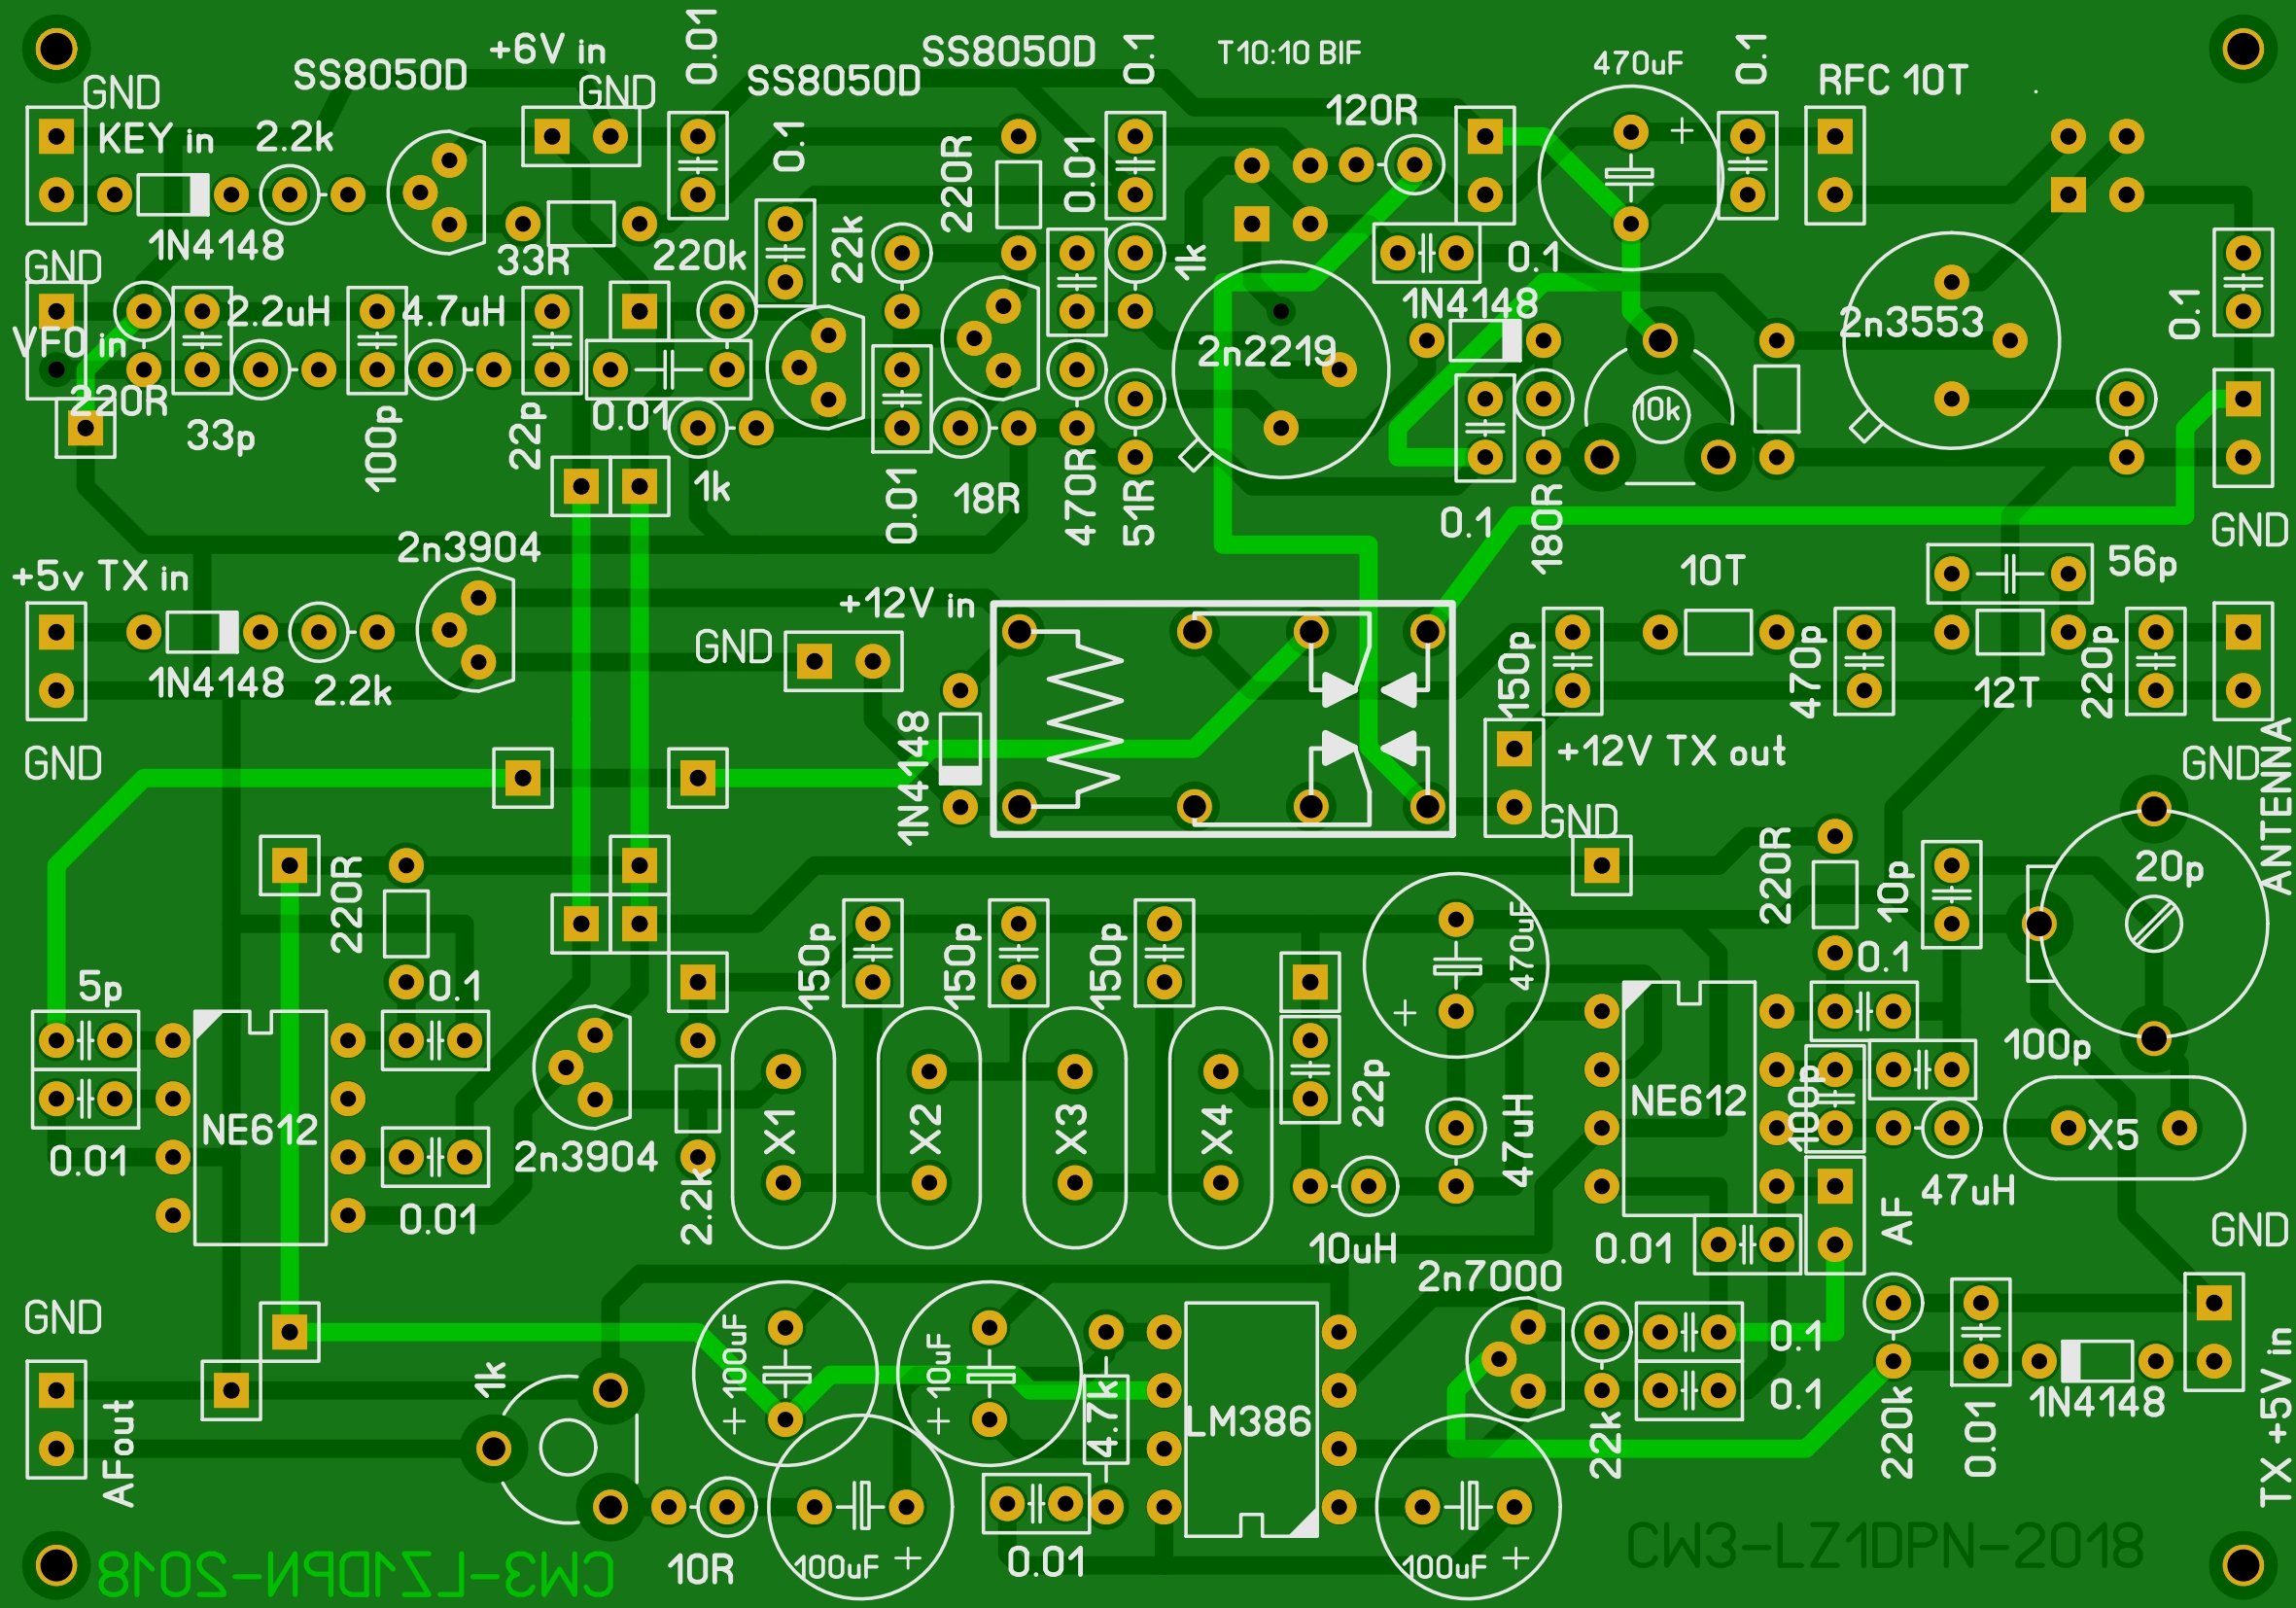 SS8050D
+6V in
0.01
SS8050D
SS8050D
0.1
T10:10 BIF
470uF
0.1
RFC 10T
GND
GND
120R
KEY in
2.2k
0.1
220R
0.01
1N4148
33R
220k
22k
1k
0.1
GND
2.2uH
4.7uH
1N4148
2n3553
0.1
VFO in
2n2219
220R
33p
100p
22p
0.01
10k
1k
0.01
18R
470R
51R
0.1
180R
GND
2n3904
+5v TX in
10T
56p
+12V in
GND
1N4148
2.2k
150p
470p
12T
220p
GND
1N4148
+12V TX out
GND
GND
ANTENNA
220R
220R
10p
20p
5p
0.1
150p
150p
150p
470uF
0.1
100p
NE612
X1
X2
X3
X4
22p
47uH
NE612
100p
X5
0.01
2n3904
0.01
2.2k
10uH
0.01
AF
47uH
GND
2n7000
GND
100uF
10uF
0.1
1k
4.7k
LM386
0.1
22k
220k
0.01
1N4148
AFout
TX +5V in
10R
100uF
0.01
100uF
CW3-LZ1DPN-2018
CW3-LZ1DPN-2018